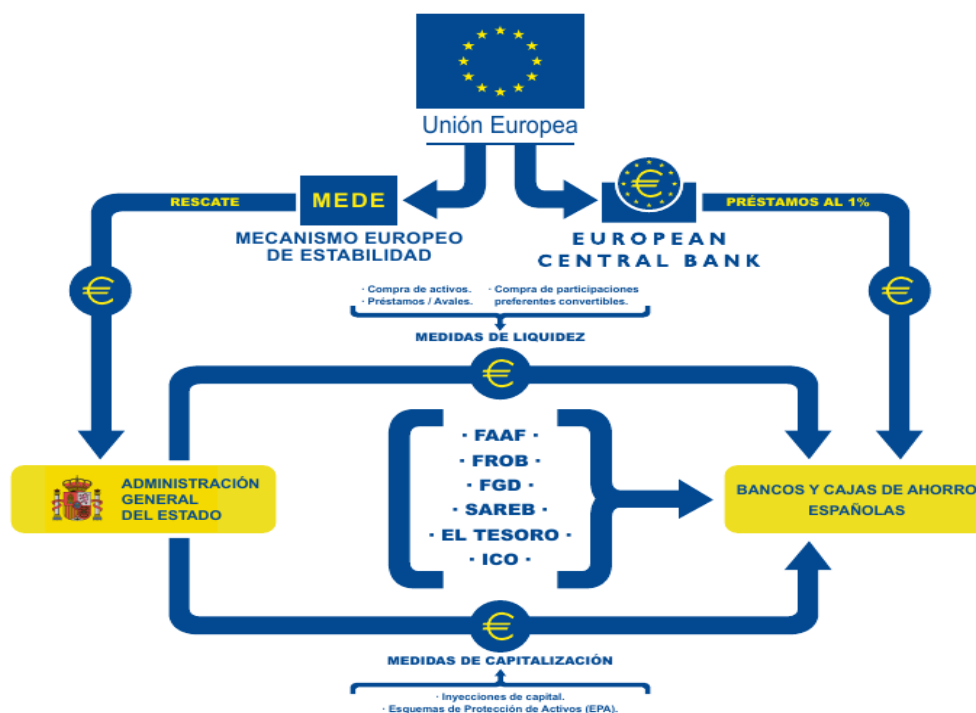 Unión Europea
RESCATE
MEDE
MECANISMO EUROPEO
DE ESTABILIDAD
PRÉSTAMOS AL 1%
EUROPEAN
CENTRAL BANK
· Compra de activos.
· Préstamos / Avales.
· Compra de participaciones
preferentes convertibles.
MEDIDAS DE LIQUIDEZ
ADMINISTRACIÓN
GENERAL
DEL ESTADO
· FAAF ·
· FROB ·
· FGD ·
· SAREB ·
· EL TESORO ·
· ICO ·
BANCOS Y CAJAS DE AHORRO
ESPAÑOLAS
MEDIDAS DE CAPITALIZACIÓN
· Inyecciones de capital.
· Esquemas de Protección de Activos (EPA).